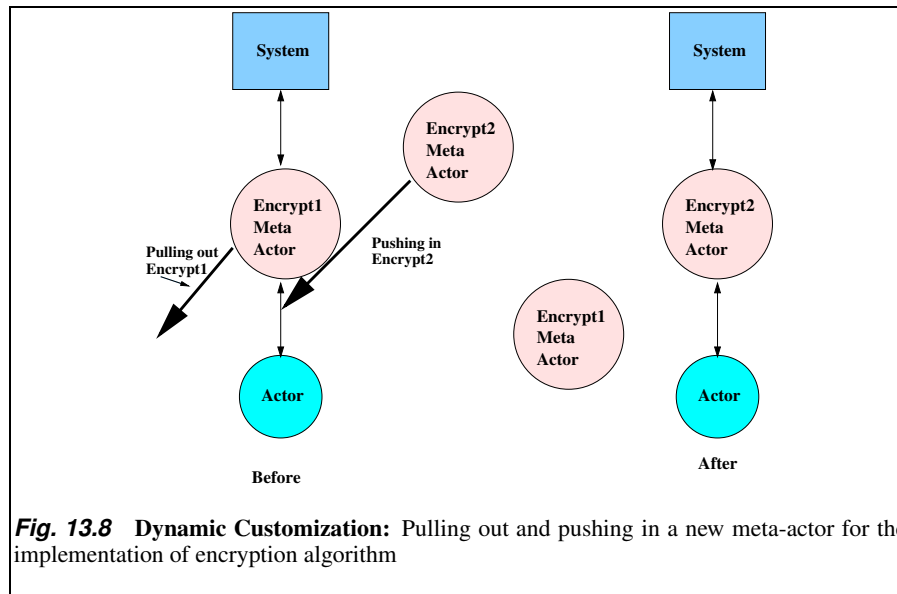 System
Encrypt2
Meta
Actor
Encrypt1
Meta
Actor
Pulling out
Encrypt1
Pushing in
Encrypt2
Actor
Before
System
Encrypt2
Meta
Actor
Encrypt1
Meta
Actor
Actor
After
Fig. 13.8 Dynamic Customization: Pulling out and pushing in a new meta-actor for the
implementation of encryption algorithm